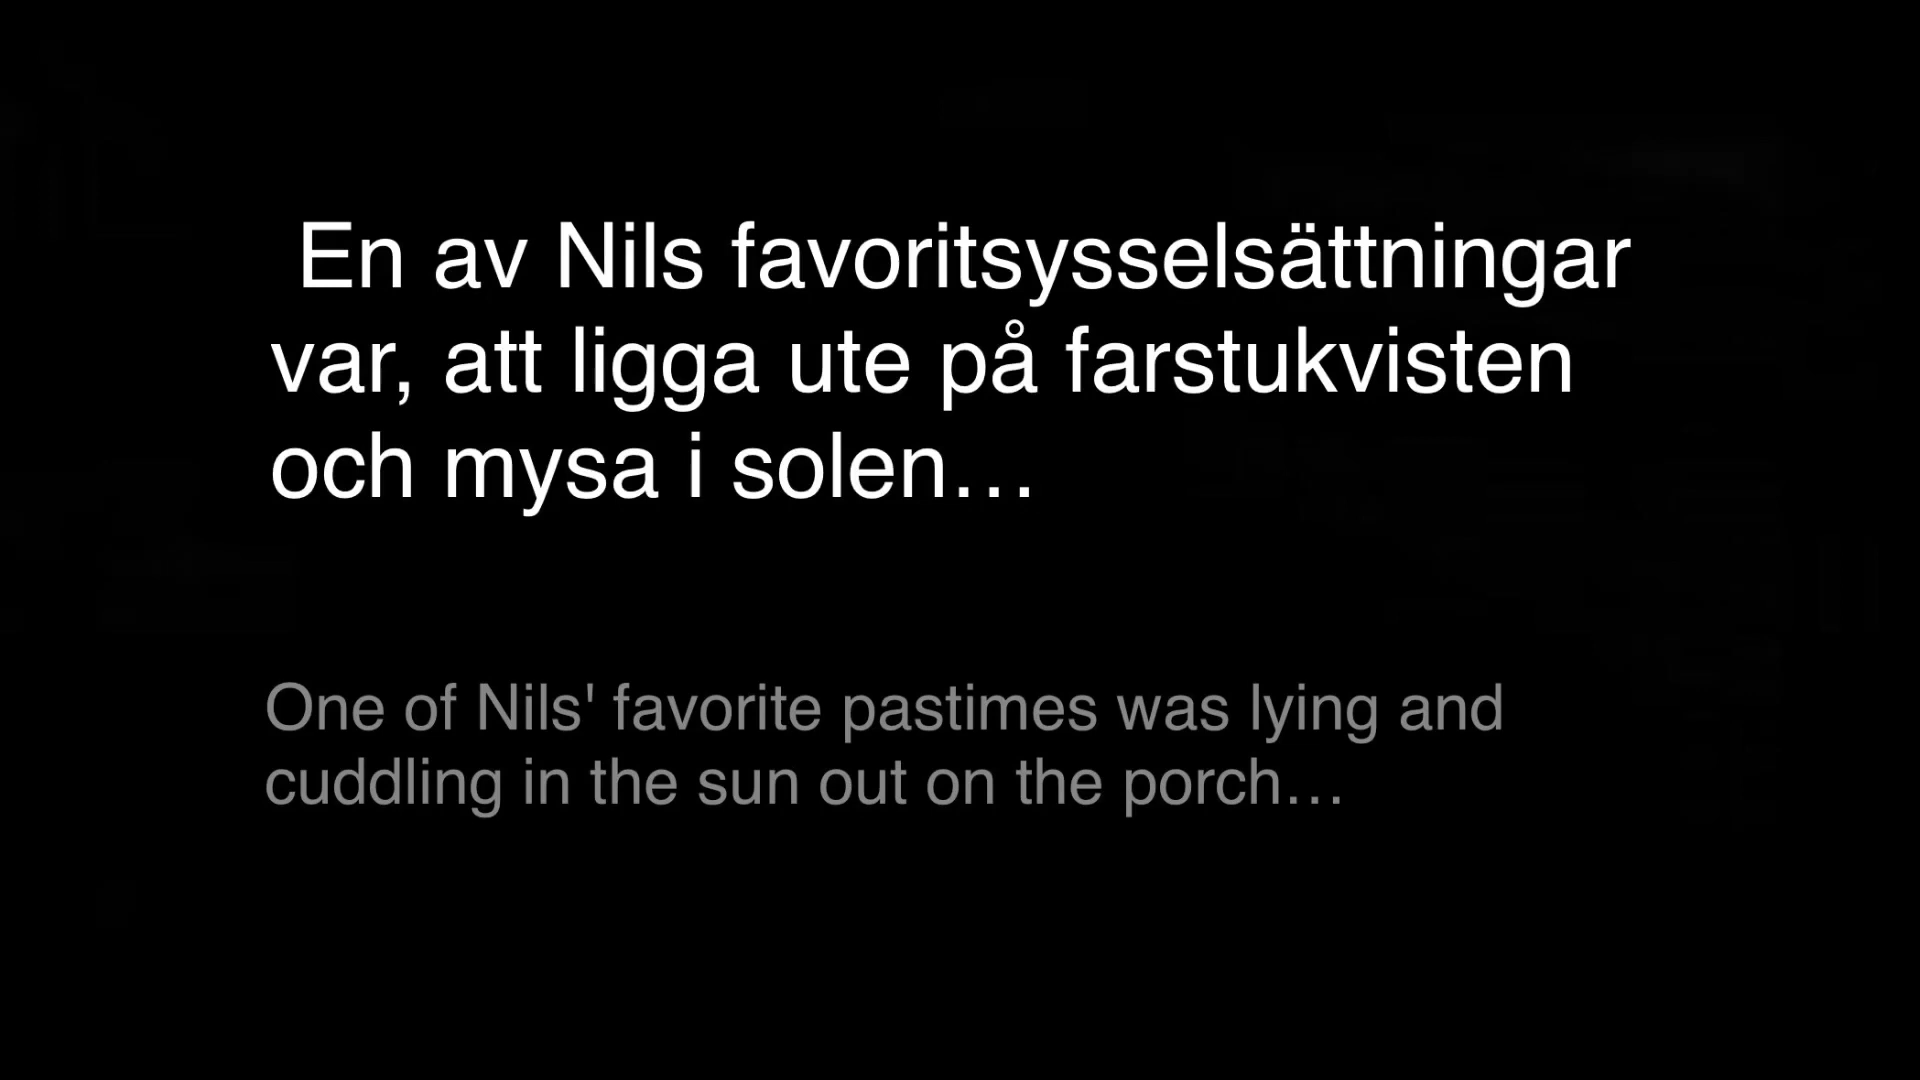 En av Nils favoritsysselsättningar
var, att ligga ute på farstukvisten
och mysa i solen…
One of Nils' favorite pastimes was lying and
cuddling in the sun out on the porch…